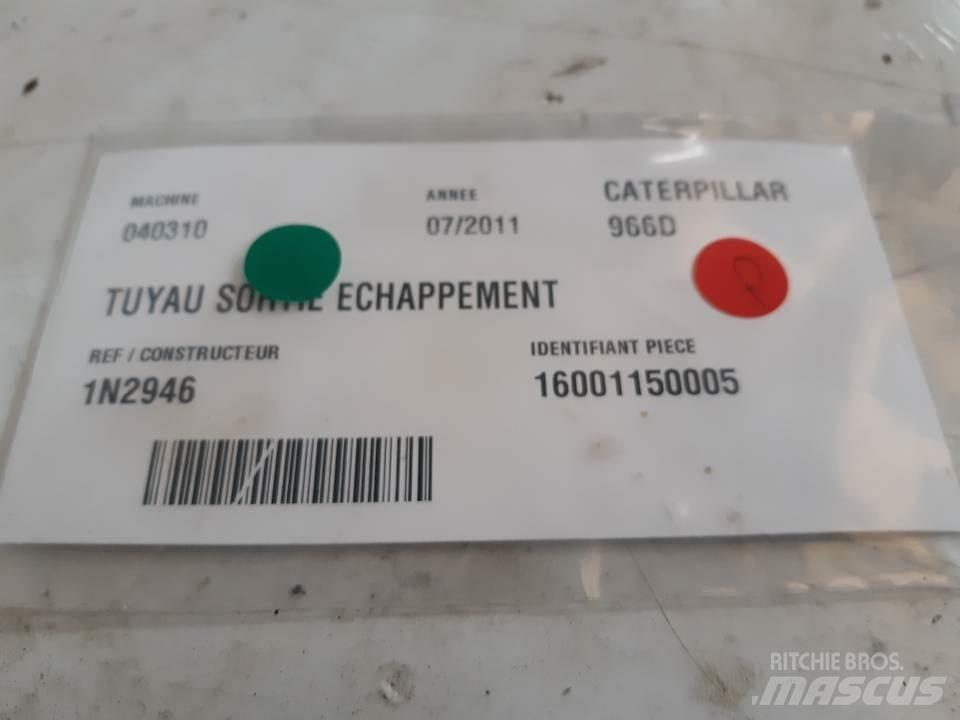 MACHINE ANNEE CATERPILLAR
040310 07/2011 966D
TUYAU SORTIE ECHAPPEMENT
REF / CONSTRUCTEUR IDENTIFIANT PIECE
1N2946 16001150005
RITCHIE BROS.
MASCUS